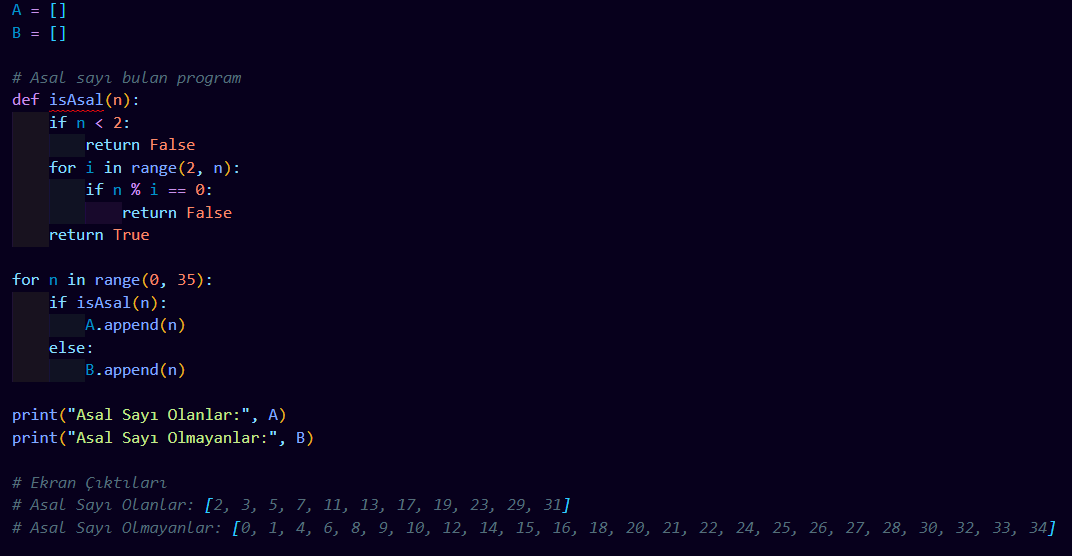 A = []
B = []
# Asal sayı bulan program
def isAsal(n):
if n < 2:
return False
for i in range(2, n):
if n % i == 0:
return False
return True
for n in range(0, 35):
if isAsal(n):
A.append(n)
else:
B.append(n)
print("Asal Sayı Olanlar:", A)
print("Asal Sayı Olmayanlar:", B)
# Ekran Çıktıları
# Asal Sayı Olanlar: [2, 3, 5, 7, 11, 13, 17, 19, 23, 29, 31]
# Asal Sayı Olmayanlar: [0, 1, 4, 6, 8, 9, 10, 12, 14, 15, 16, 18, 20, 21, 22, 24, 25, 26, 27, 28, 30, 32, 33, 34]